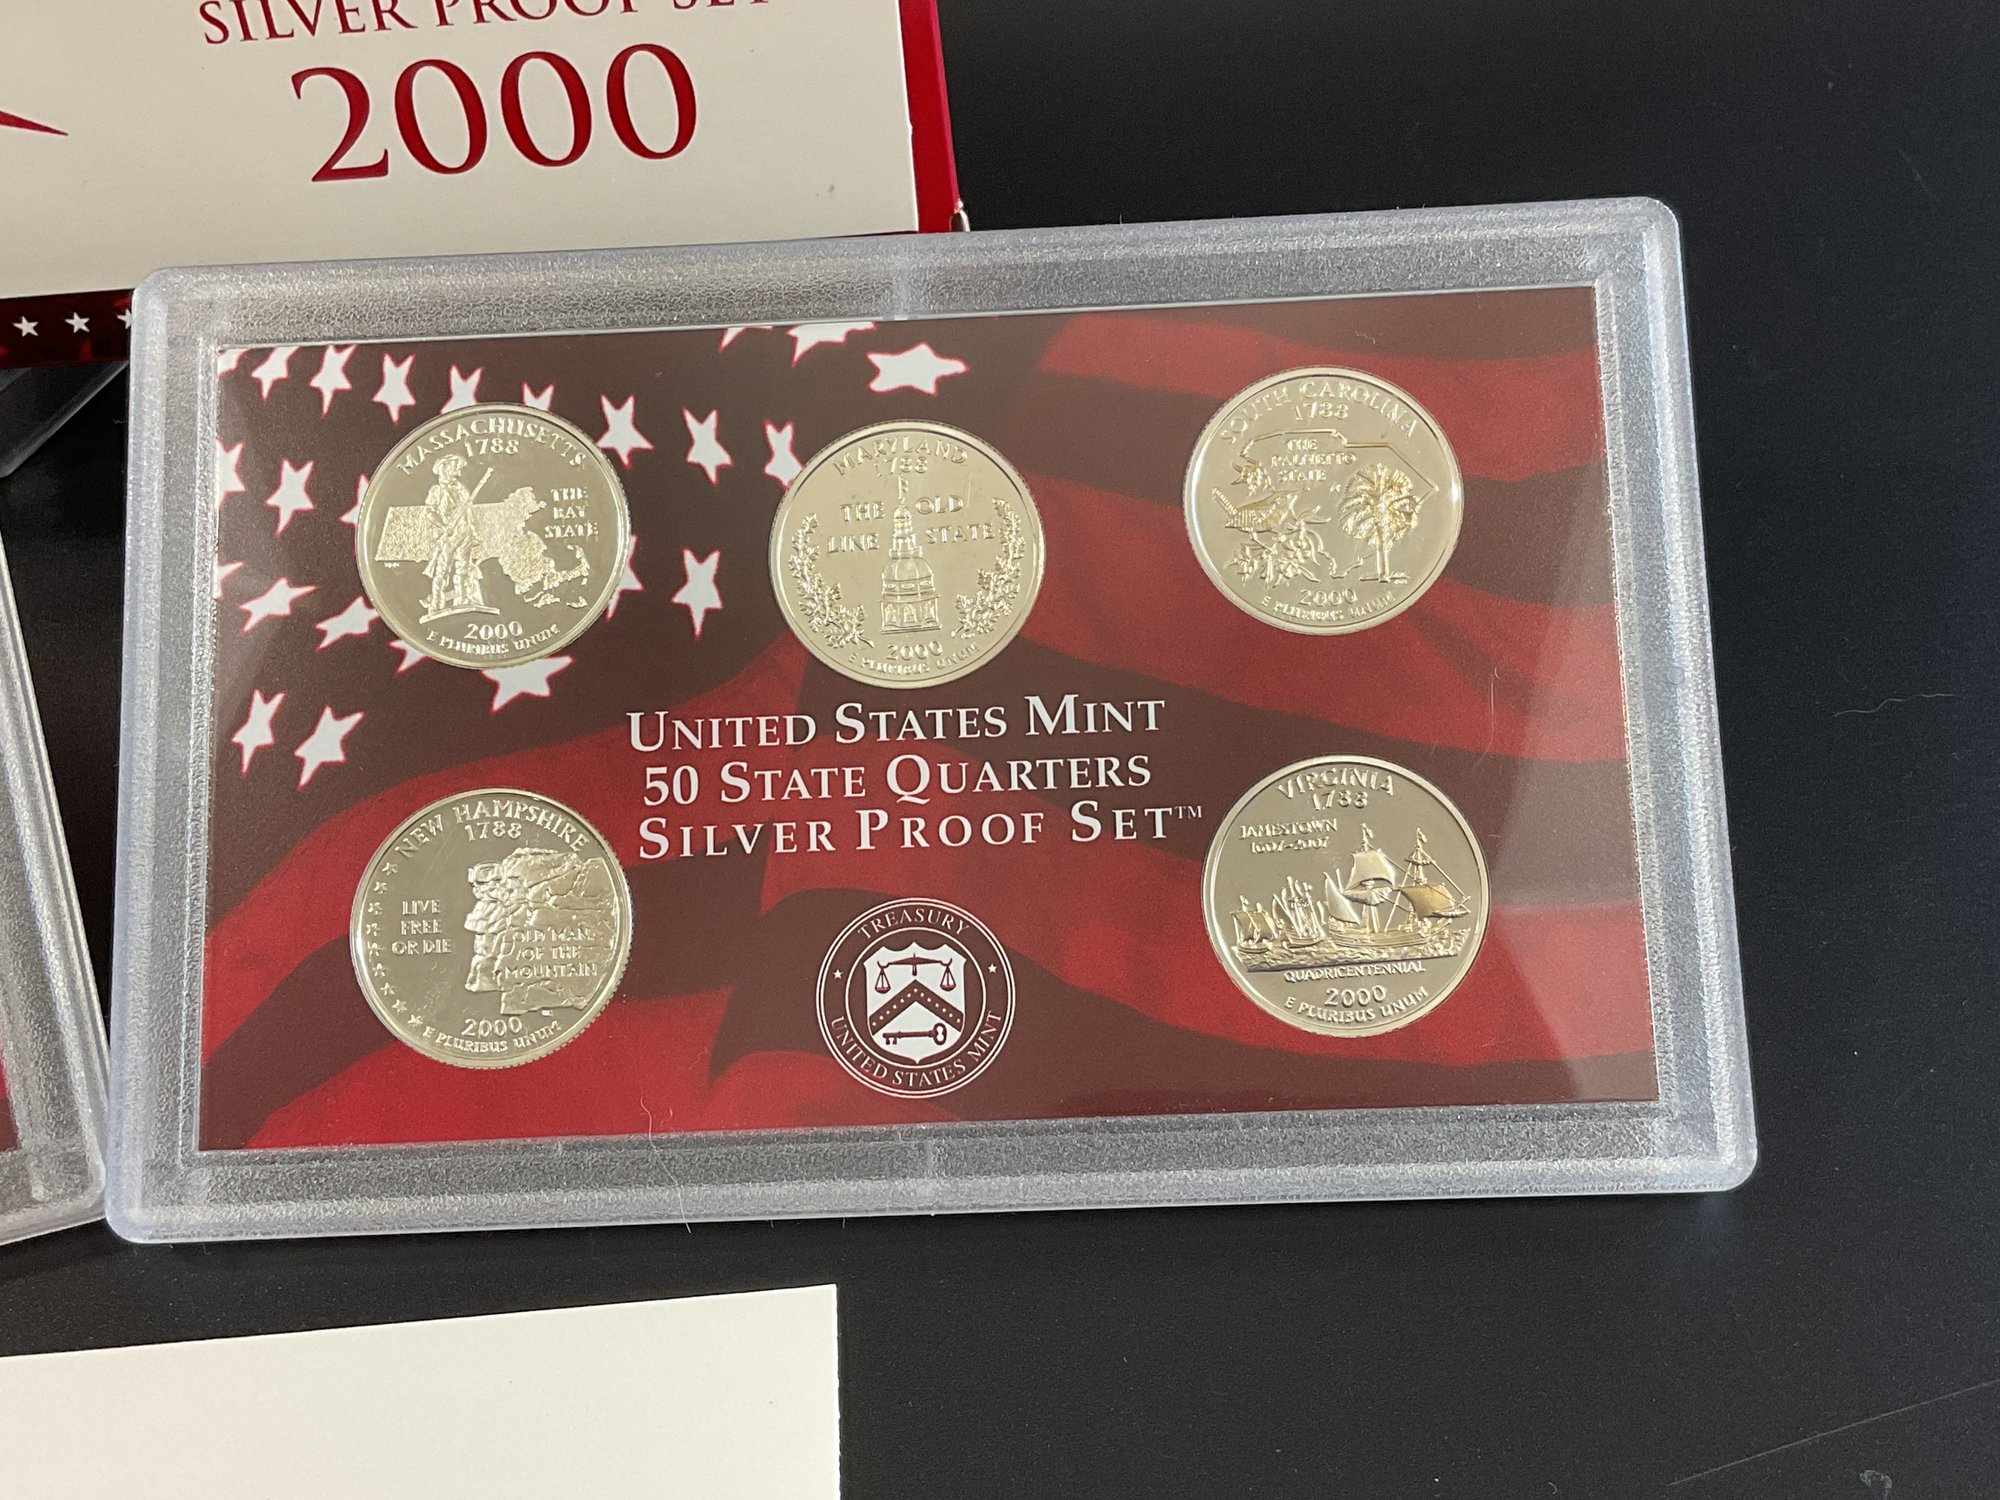 SILVER PROOF SET
2000
MASSACHUSETTS
1788
THE
BAY
STATE
2000
E PLURIBUS UNUM
MARYLAND
1788
THE OLD
LINE STATE
2000
E PLURIBUS UNUM
SOUTH CAROLINA
1788
THE
PALMETTO
STATE
2000
E PLURIBUS UNUM
UNITED STATES MINT
50 STATE QUARTERS
SILVER PROOF SET™
NEW HAMPSHIRE
1788
LIVE
FREE
OR DIE
OLD MAN
OF THE
MOUNTAIN
2000
E PLURIBUS UNUM
TREASURY
UNITED STATES MINT
VIRGINIA
1788
JAMESTOWN
1607-2007
QUADRICENTENNIAL
2000
E PLURIBUS UNUM